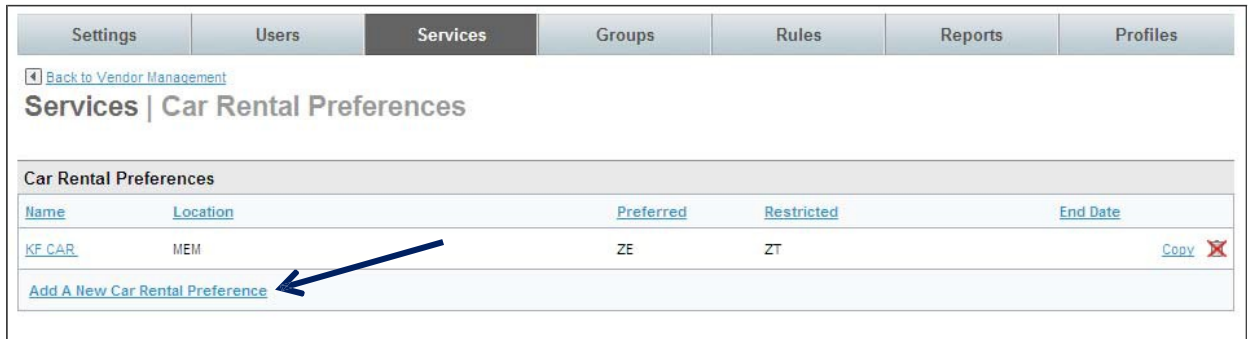 Settings Users Services Groups Rules Reports Profiles
Back to Vendor Management
Services | Car Rental Preferences
Car Rental Preferences
Name Location Preferred Restricted End Date
KF CAR MEM ZE ZT Copy
Add A New Car Rental Preference